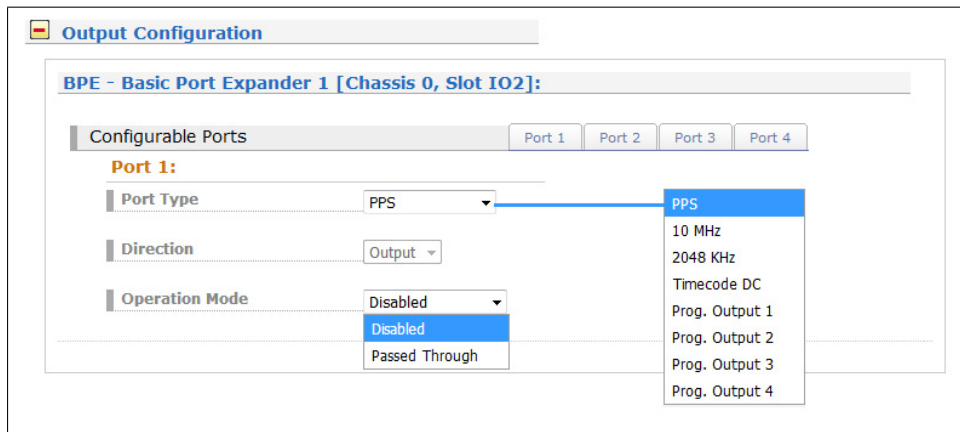 Output Configuration
BPE - Basic Port Expander 1 [Chassis 0, Slot IO2]:
Configurable Ports
Port 1
Port 2
Port 3
Port 4
Port 1:
Port Type
PPS
PPS
10 MHz
2048 KHz
Timecode DC
Prog. Output 1
Prog. Output 2
Prog. Output 3
Prog. Output 4
Direction
Output
Operation Mode
Disabled
Disabled
Passed Through